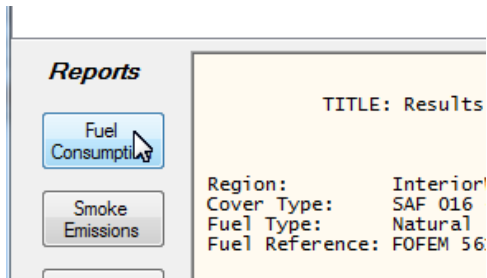 Reports
TITLE: Results
Fuel
Consumption
Region: Interior
Cover Type: SAF 016
Smoke
Emissions
Fuel Type: Natural
Fuel Reference: FOFEM 56